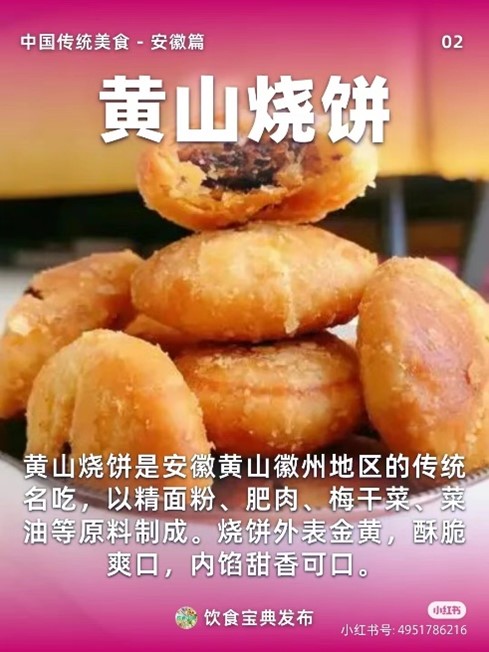 中国传统美食 - 安徽篇
02
黄山烧饼
黄山烧饼是安徽黄山徽州地区的传统
名吃，以精面粉、肥肉、梅干菜、菜
油等原料制成。烧饼外表金黄，酥脆
爽口，内馅甜香可口。
饮食宝典发布
小红书
小红书号: 4951786216